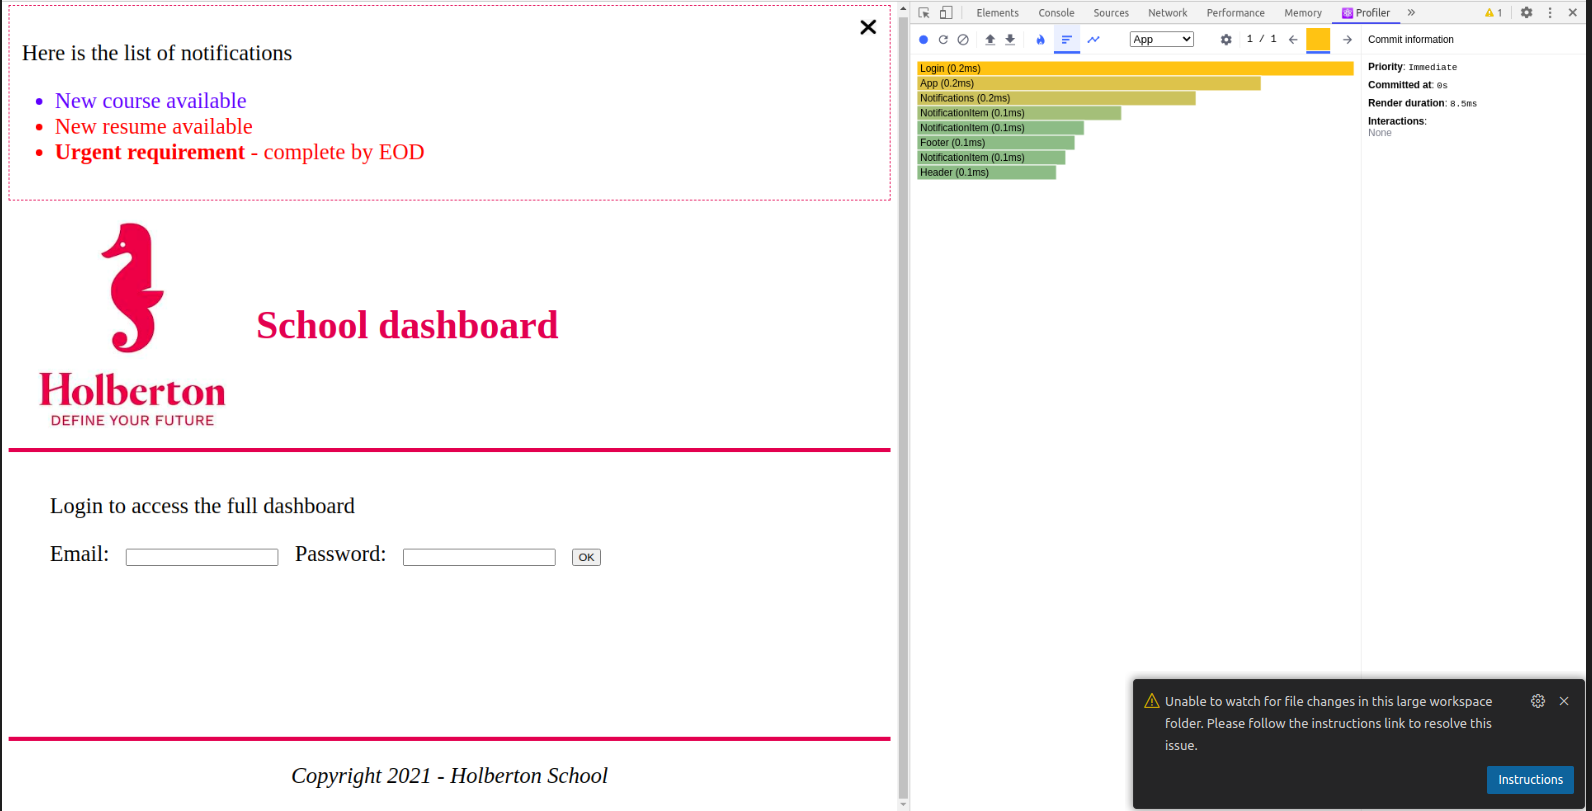 Here is the list of notifications
New course available
New resume available
Urgent requirement - complete by EOD
Holberton
DEFINE YOUR FUTURE
School dashboard
Login to access the full dashboard
Email:
Password:
OK
Copyright 2021 - Holberton School
Elements Console Sources Network Performance Memory Profiler » 1
App
1 / 1
Commit information
Login (0.2ms)
App (0.2ms)
Notifications (0.2ms)
NotificationItem (0.1ms)
NotificationItem (0.1ms)
Footer (0.1ms)
NotificationItem (0.1ms)
Header (0.1ms)
Priority: Immediate
Committed at: 0s
Render duration: 8.5ms
Interactions:
None
Unable to watch for file changes in this large workspace
folder. Please follow the instructions link to resolve this
issue.
Instructions